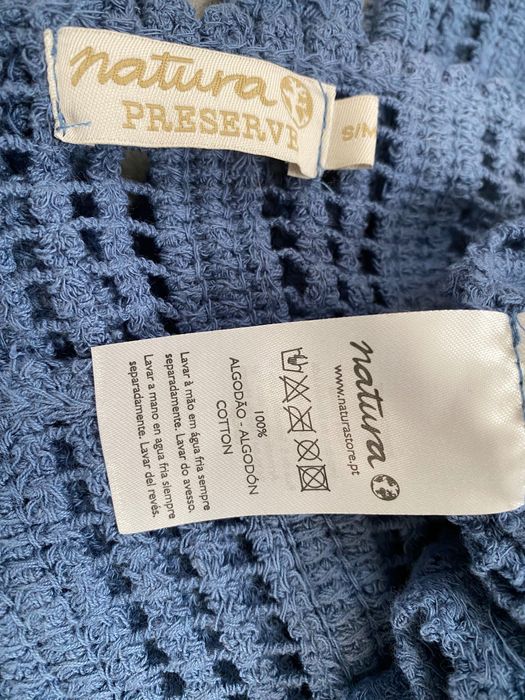 natura
PRESERVE
S/M
natura
www.naturastore.pt
100%
ALGODÃO - ALGODÓN
COTTON
Lavar à mão em água fria sempre
separadamente. Lavar do avesso.
Lavar a mano en agua fria siempre
separadamente. Lavar del revés.